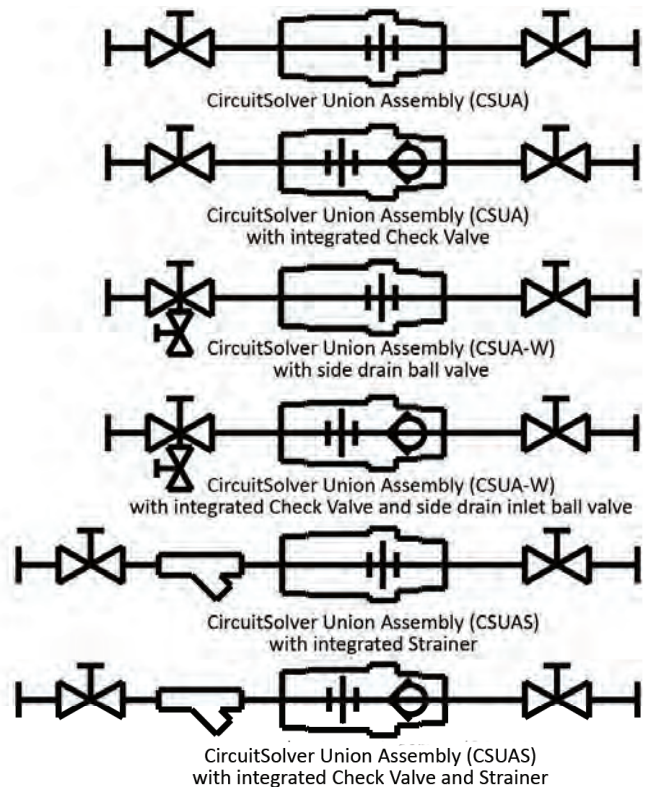 CircuitSolver Union Assembly (CSUA)
CircuitSolver Union Assembly (CSUA)
with integrated Check Valve
CircuitSolver Union Assembly (CSUA-W)
with side drain ball valve
CircuitSolver Union Assembly (CSUA-W)
with integrated Check Valve and side drain inlet ball valve
CircuitSolver Union Assembly (CSUAS)
with integrated Strainer
CircuitSolver Union Assembly (CSUAS)
with integrated Check Valve and Strainer